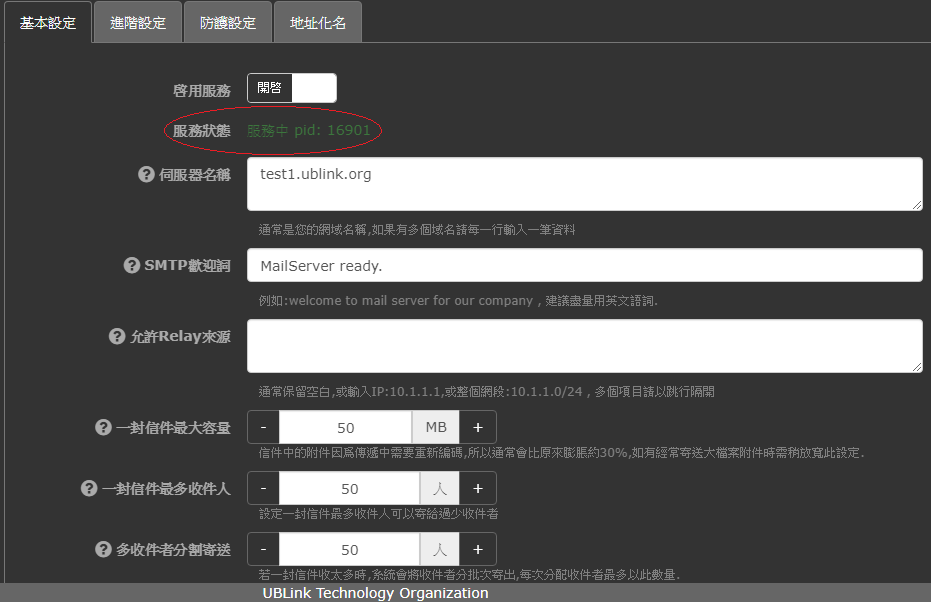 基本設定 進階設定 防護設定 地址化名
啓用服務 開啓
服務狀態 服務中 pid: 16901
伺服器名稱 test1.ublink.org
通常是您的網域名稱,如果有多個域名請每一行輸入一筆資料
SMTP歡迎詞 MailServer ready.
例如:welcome to mail server for our company , 建議盡量用英文語詞.
允許Relay來源
通常保留空白,或輸入IP:10.1.1.1,或整個網段:10.1.1.0/24 , 多個項目請以跳行隔開
一封信件最大容量 - 50 MB +
信件中的附件因為傳遞中需要重新編碼,所以通常會比原來膨脹約30%,如有經常寄送大檔案附件時需稍放寬此設定.
一封信件最多收件人 - 50 人 +
設定一封信件最多收件人可以寄給過少收件者
多收件者分割寄送 - 50 人 +
若一封信件收太多時,系統會將收件者分批次寄出,每次分配收件者最多以此數量.
UBLink Technology Organization